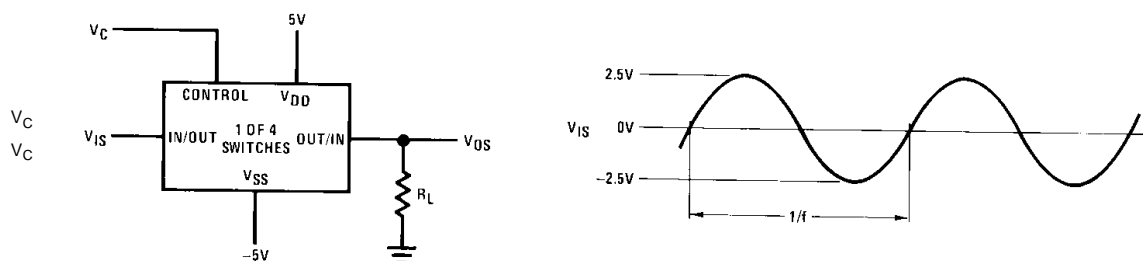 V_C
V_C
V_C
5V
CONTROL
V_DD
V_IS
IN/OUT
1 OF 4
SWITCHES
OUT/IN
V_OS
V_SS
-5V
R_L
2.5V
V_IS
0V
-2.5V
1/f